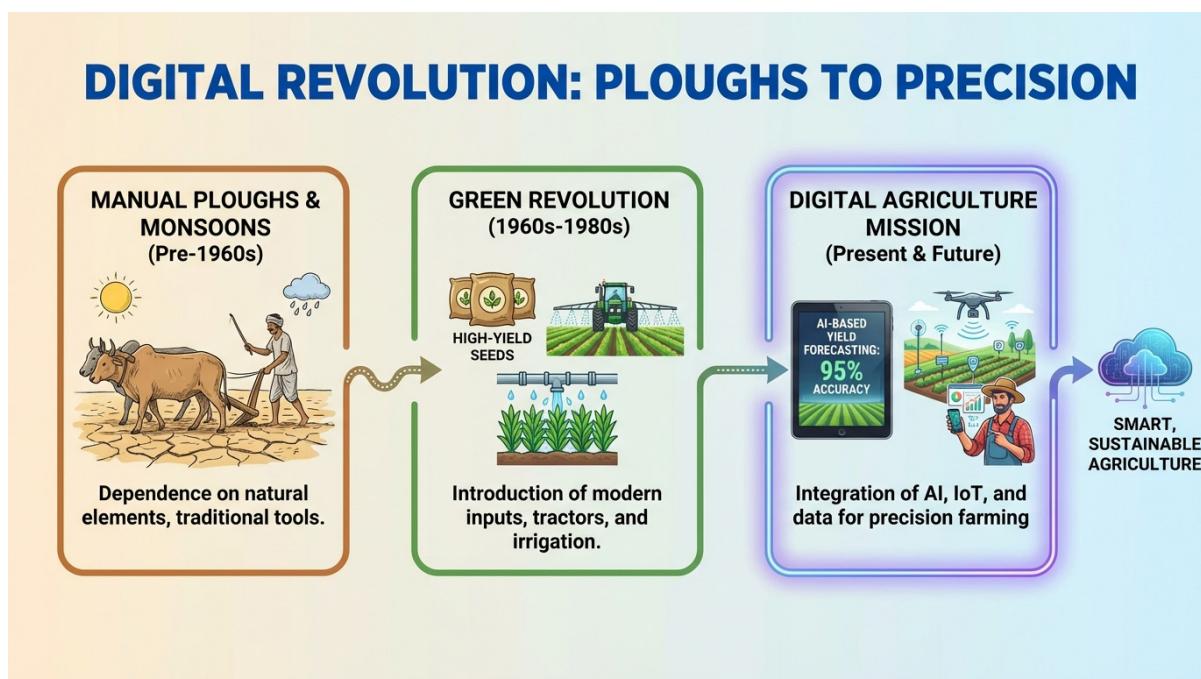 DIGITAL REVOLUTION: PLOUGHS TO PRECISION
MANUAL PLOUGHS &
MONSOONS
(Pre-1960s)
Dependence on natural
elements, traditional tools.
GREEN REVOLUTION
(1960s-1980s)
HIGH-YIELD
SEEDS
Introduction of modern
inputs, tractors, and
irrigation.
DIGITAL AGRICULTURE
MISSION
(Present & Future)
AI-BASED
YIELD
FORECASTING:
95%
ACCURACY
Integration of AI, IoT, and
data for precision farming
SMART,
SUSTAINABLE
AGRICULTURE